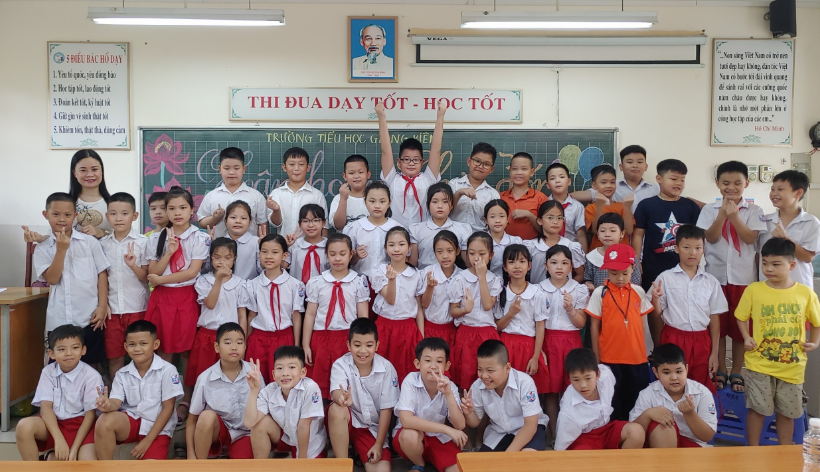 5 ĐIỀU BÁC HỒ DẠY
1. Yêu tổ quốc, yêu đồng bào
2. Học tập tốt, lao động tốt
3. Đoàn kết tốt, kỷ luật tốt
4. Giữ gìn vệ sinh thật tốt
5. Khiêm tốn, thật thà, dũng cảm
VEGA
THI ĐUA DẠY TỐT - HỌC TỐT
"...Non sông Việt Nam có trở nên
tươi đẹp hay không, dân tộc Việt
Nam có bước tới đài vinh quang
để sánh vai với các cường quốc
năm châu được hay không,
chính là nhờ một phần lớn ở
công học tập của các em..."
Hồ Chí Minh
TRƯỜNG TIỂU HỌC GIANG BIÊN